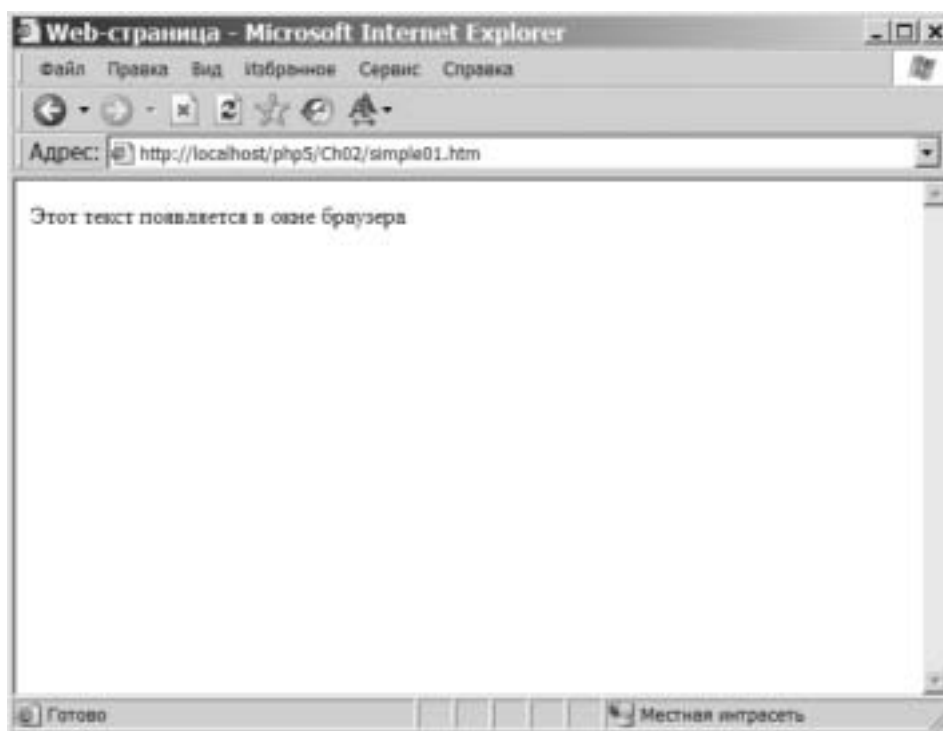 Web-страница - Microsoft Internet Explorer
Файл Правка Вид Избранное Сервис Справка
Адрес: http://localhost/php5/Ch02/simple01.htm
Этот текст появляется в окне браузера
Готово
Местная интрасеть